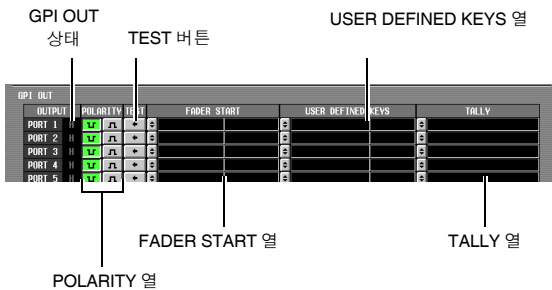 GPI OUT
상태
TEST 버튼
USER DEFINED KEYS 열
GPI OUT
OUTPUT POLARITY TEST FADER START USER DEFINED KEYS TALLY
PORT 1 H
PORT 2 H
PORT 3 H
PORT 4 H
PORT 5 H
FADER START 열
TALLY 열
POLARITY 열